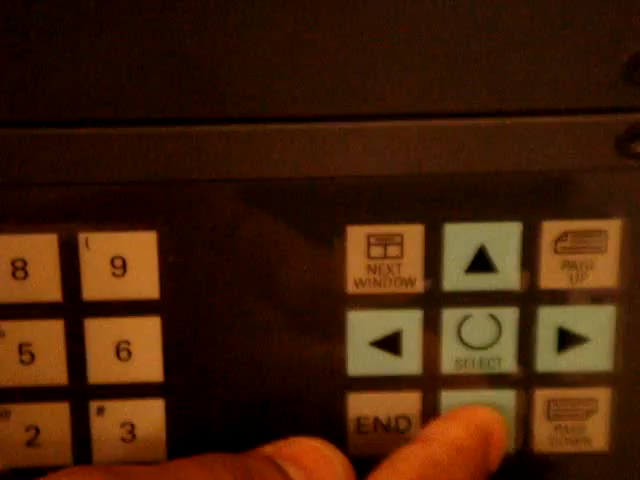 8
( 9
NEXT
WINDOW
PAGE
UP
5
6
SELECT
2
# 3
END
PAGE
DOWN